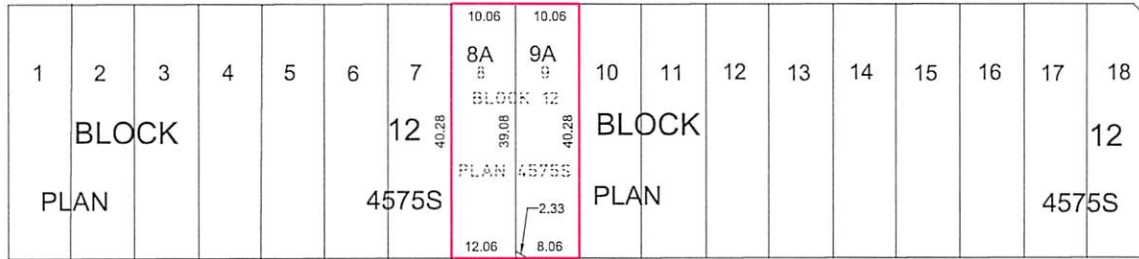 10.06 10.06
1 2 3 4 5 6 7 8A 9A 10 11 12 13 14 15 16 17 18
8 9
BLOCK 12
BLOCK 12 40.28 39.08 40.28 BLOCK 12
PLAN 4575S
PLAN 4575S PLAN 4575S
2.33
12.06 8.06